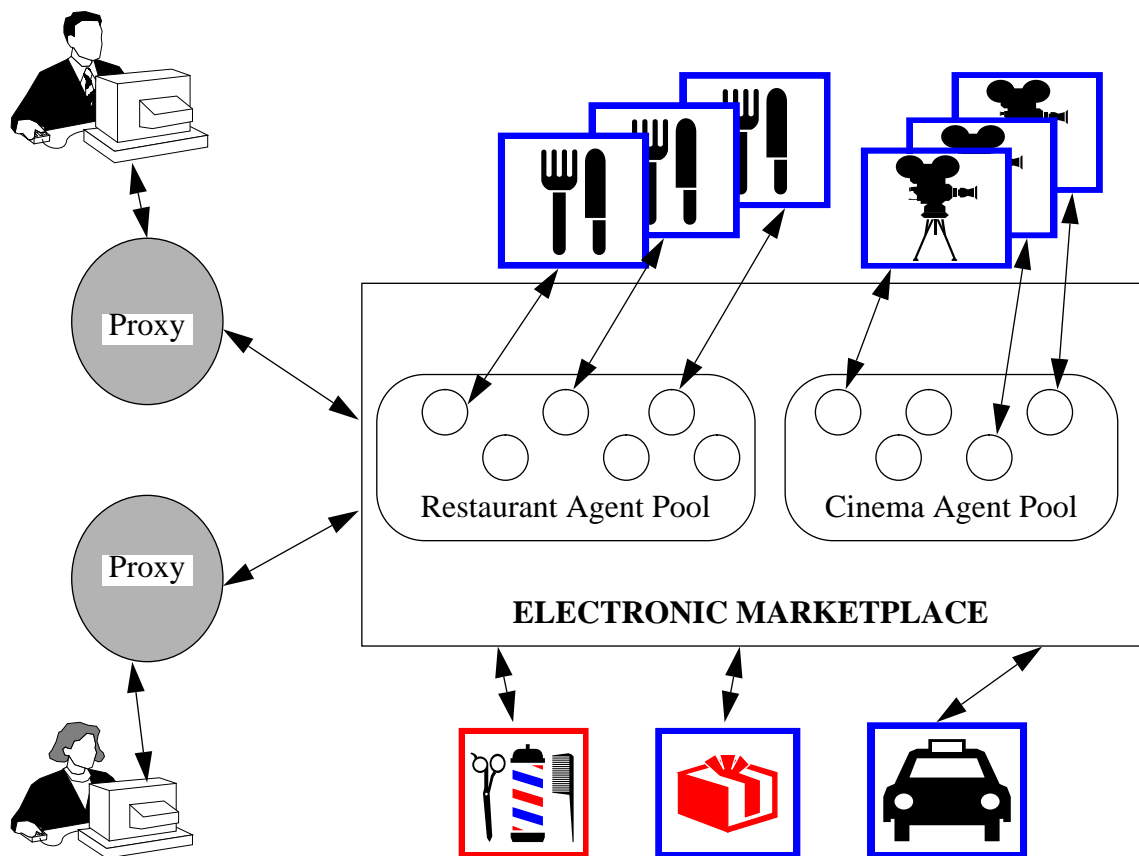 Proxy
Restaurant Agent Pool
Cinema Agent Pool
Proxy
ELECTRONIC MARKETPLACE